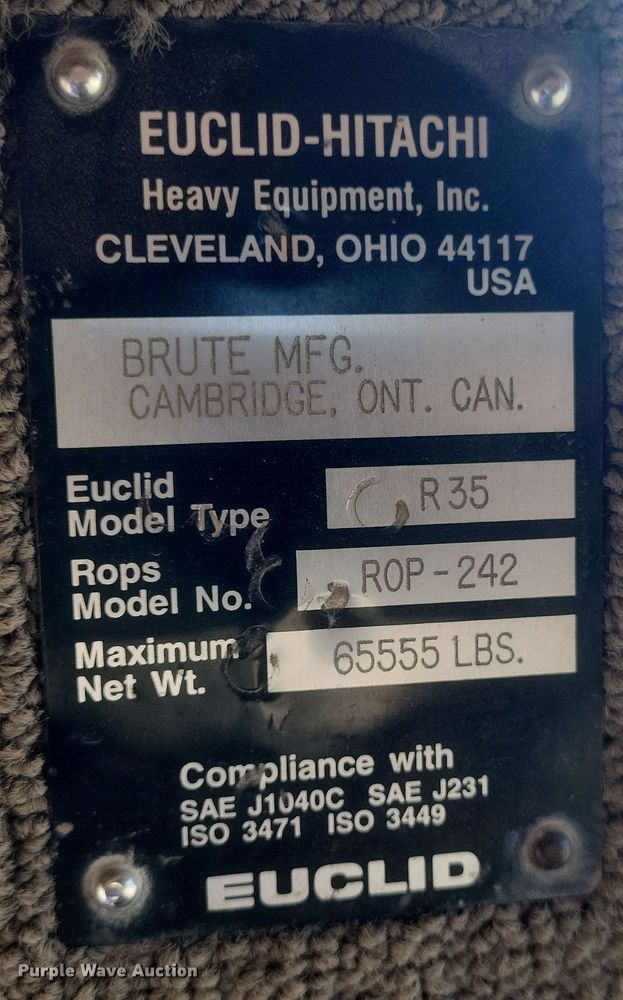 EUCLID-HITACHI
Heavy Equipment, Inc.
CLEVELAND, OHIO 44117
USA
BRUTE MFG.
CAMBRIDGE, ONT. CAN.
Euclid
Model Type R35
Rops
Model No. ROP-242
Maximum
Net Wt. 65555 LBS.
Compliance with
SAE J1040C SAE J231
ISO 3471 ISO 3449
EUCLID
Purple Wave Auction